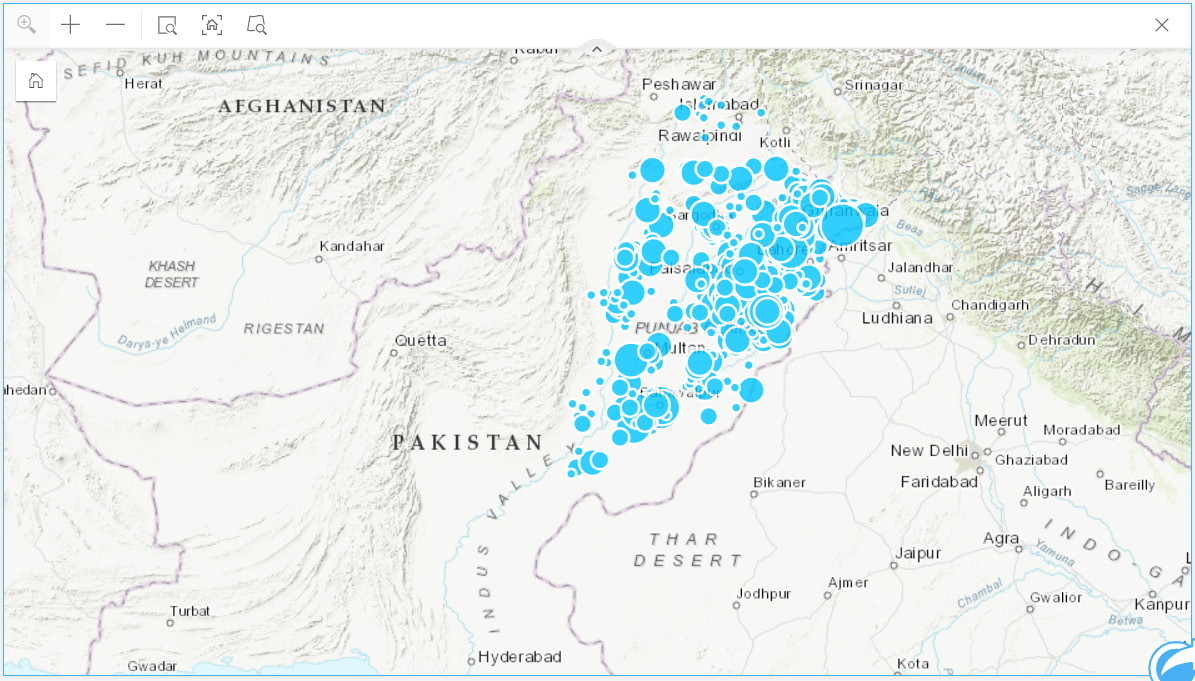 Kabul
SEFID KUH MOUNTAINS
Herat
Peshawar
Srinagar
Indus
AFGHANISTAN
Islamabad
Rawalpindi
Kotli
Sargodha
Gujranwala
Ravi
Beas
Kandahar
Lahore
Amritsar
KHASH
DESERT
Faisalabad
Jalandhar
Sutlej
Chandigarh
Ludhiana
Darya-ye Helmand
RIGESTAN
PUNJAB
Quetta
Multan
Dehradun
HIM
Bahawalpur
PAKISTAN
Meerut
Moradabad
New Delhi
Ghaziabad
Faridabad
Bareilly
Bikaner
Aligarh
INDUS VALLEY
THAR
DESERT
Agra
Yamuna
INDO-GA
Jaipur
Ajmer
Jodhpur
Chambal
Gwalior
Kanpur
Betwa
Turbat
Hyderabad
Gwadar
Kota